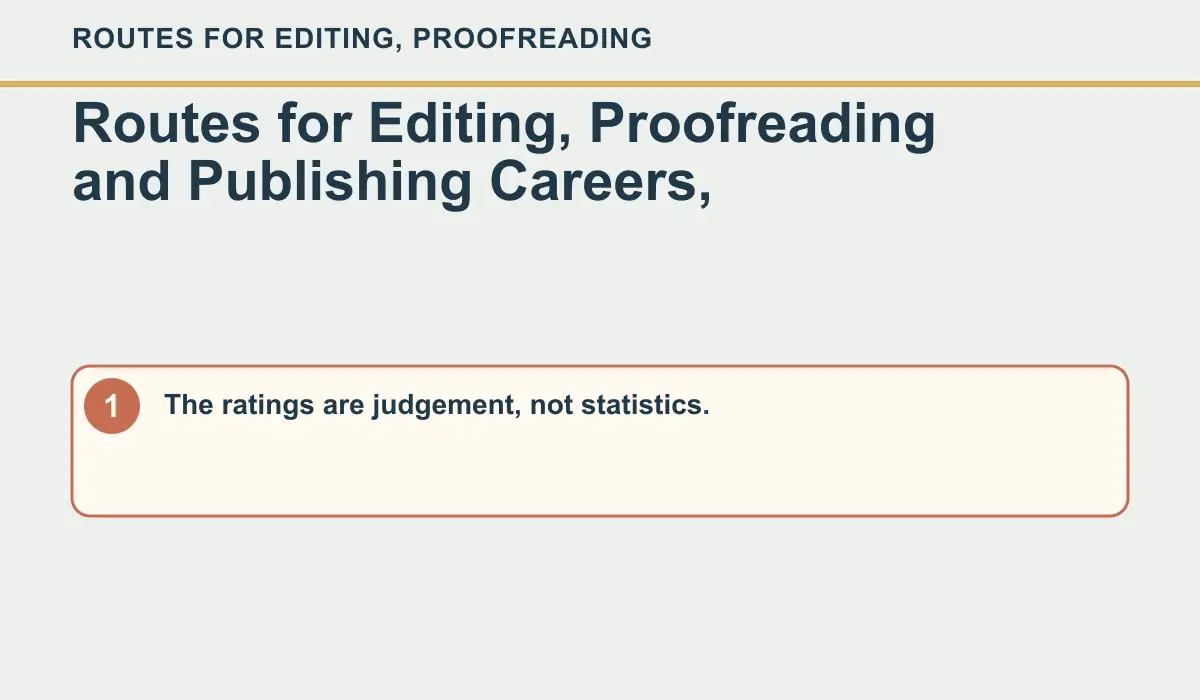 ROUTES FOR EDITING, PROOFREADING
Routes for Editing, Proofreading
and Publishing Careers,
1
The ratings are judgement, not statistics.